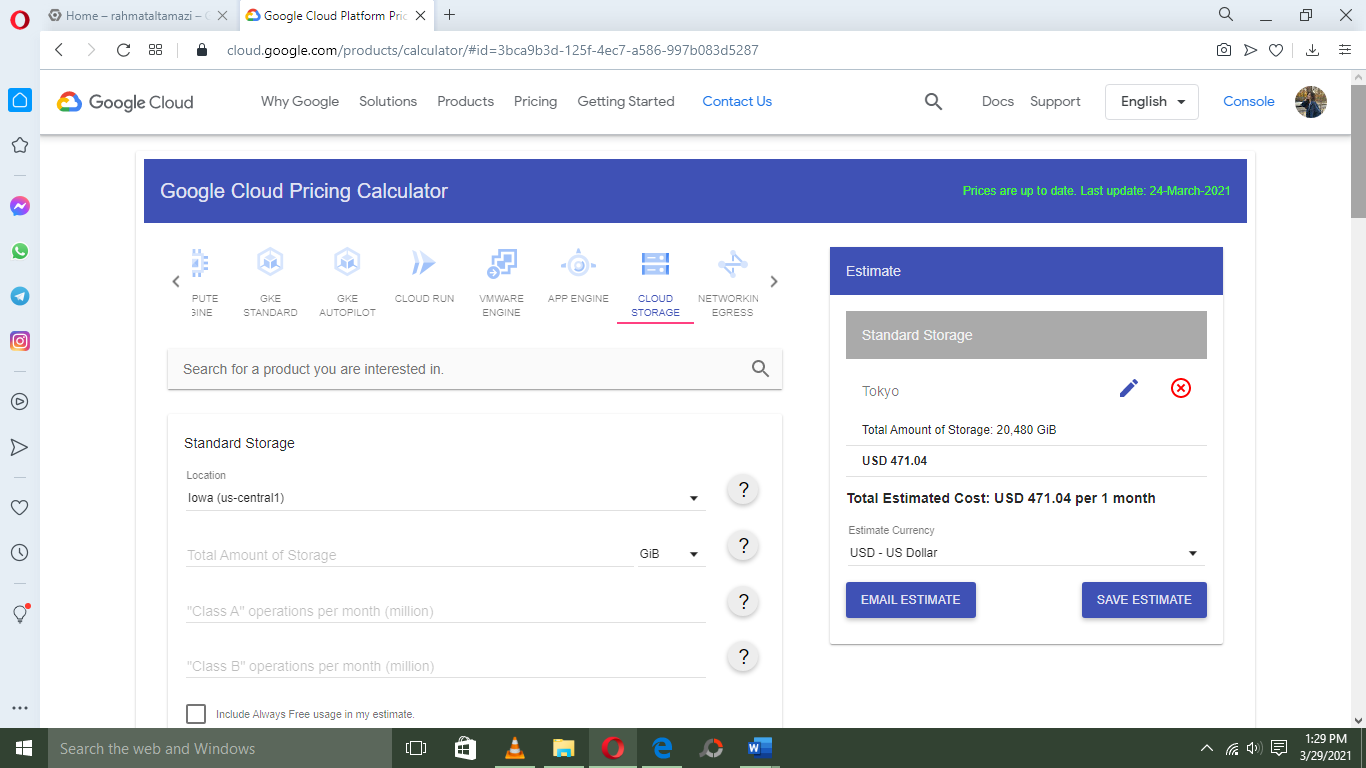 Home – rahmataltamazi – C
Google Cloud Platform Pric
cloud.google.com/products/calculator/#id=3bca9b3d-125f-4ec7-a586-997b083d5287
Google Cloud
Why Google
Solutions
Products
Pricing
Getting Started
Contact Us
Docs
Support
English
Console
Google Cloud Pricing Calculator
Prices are up to date. Last update: 24-March-2021
PUTE
GINE
GKE
STANDARD
GKE
AUTOPILOT
CLOUD RUN
VMWARE
ENGINE
APP ENGINE
CLOUD
STORAGE
NETWORKIN
EGRESS
Search for a product you are interested in.
Standard Storage
Location
Iowa (us-central1)
?
Total Amount of Storage
GiB
?
"Class A" operations per month (million)
?
"Class B" operations per month (million)
?
Include Always Free usage in my estimate.
Estimate
Standard Storage
Tokyo
Total Amount of Storage: 20,480 GiB
USD 471.04
Total Estimated Cost: USD 471.04 per 1 month
Estimate Currency
USD - US Dollar
EMAIL ESTIMATE
SAVE ESTIMATE
Search the web and Windows
1:29 PM
3/29/2021